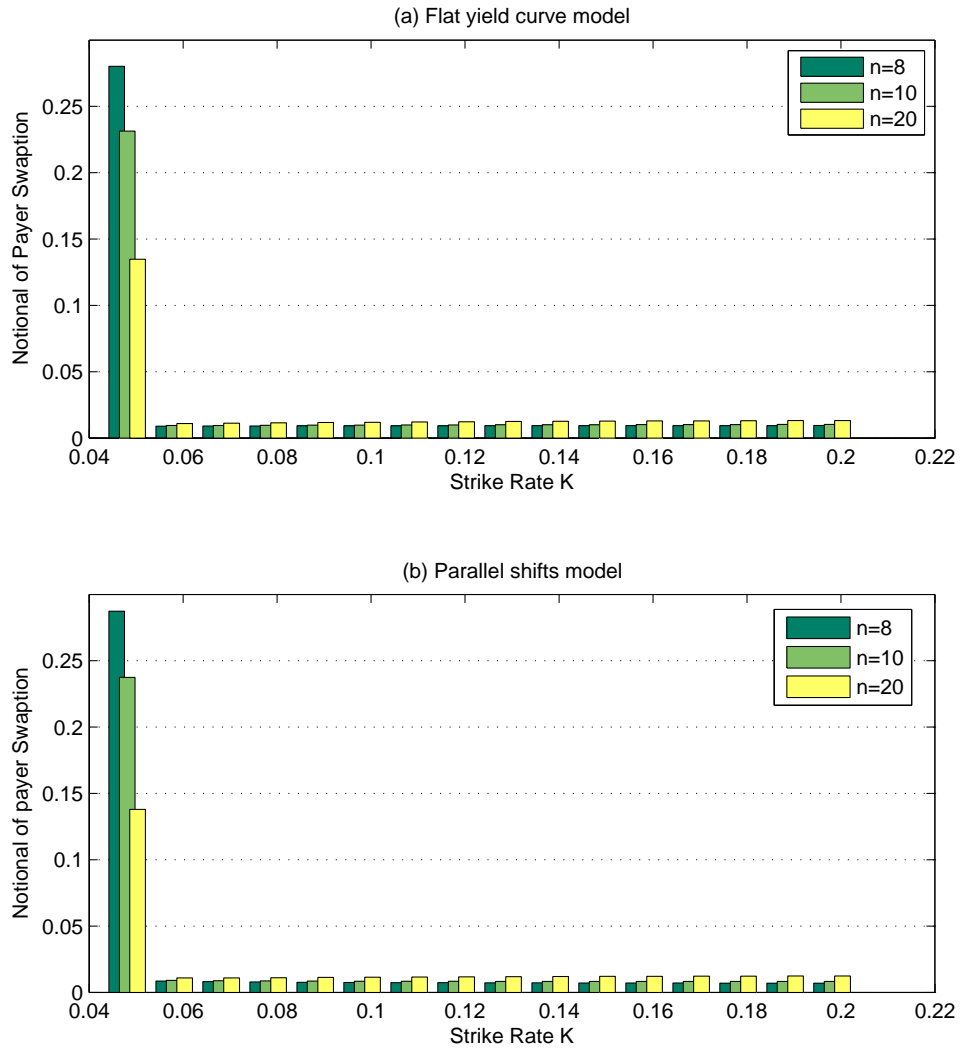 (a) Flat yield curve model
Notional of Payer Swaption
0.25
0.2
0.15
0.1
0.05
0
n=8
n=10
n=20
0.04 0.06 0.08 0.1 0.12 0.14 0.16 0.18 0.2 0.22
Strike Rate K
(b) Parallel shifts model
Notional of payer Swaption
0.25
0.2
0.15
0.1
0.05
0
n=8
n=10
n=20
0.04 0.06 0.08 0.1 0.12 0.14 0.16 0.18 0.2 0.22
Strike Rate K